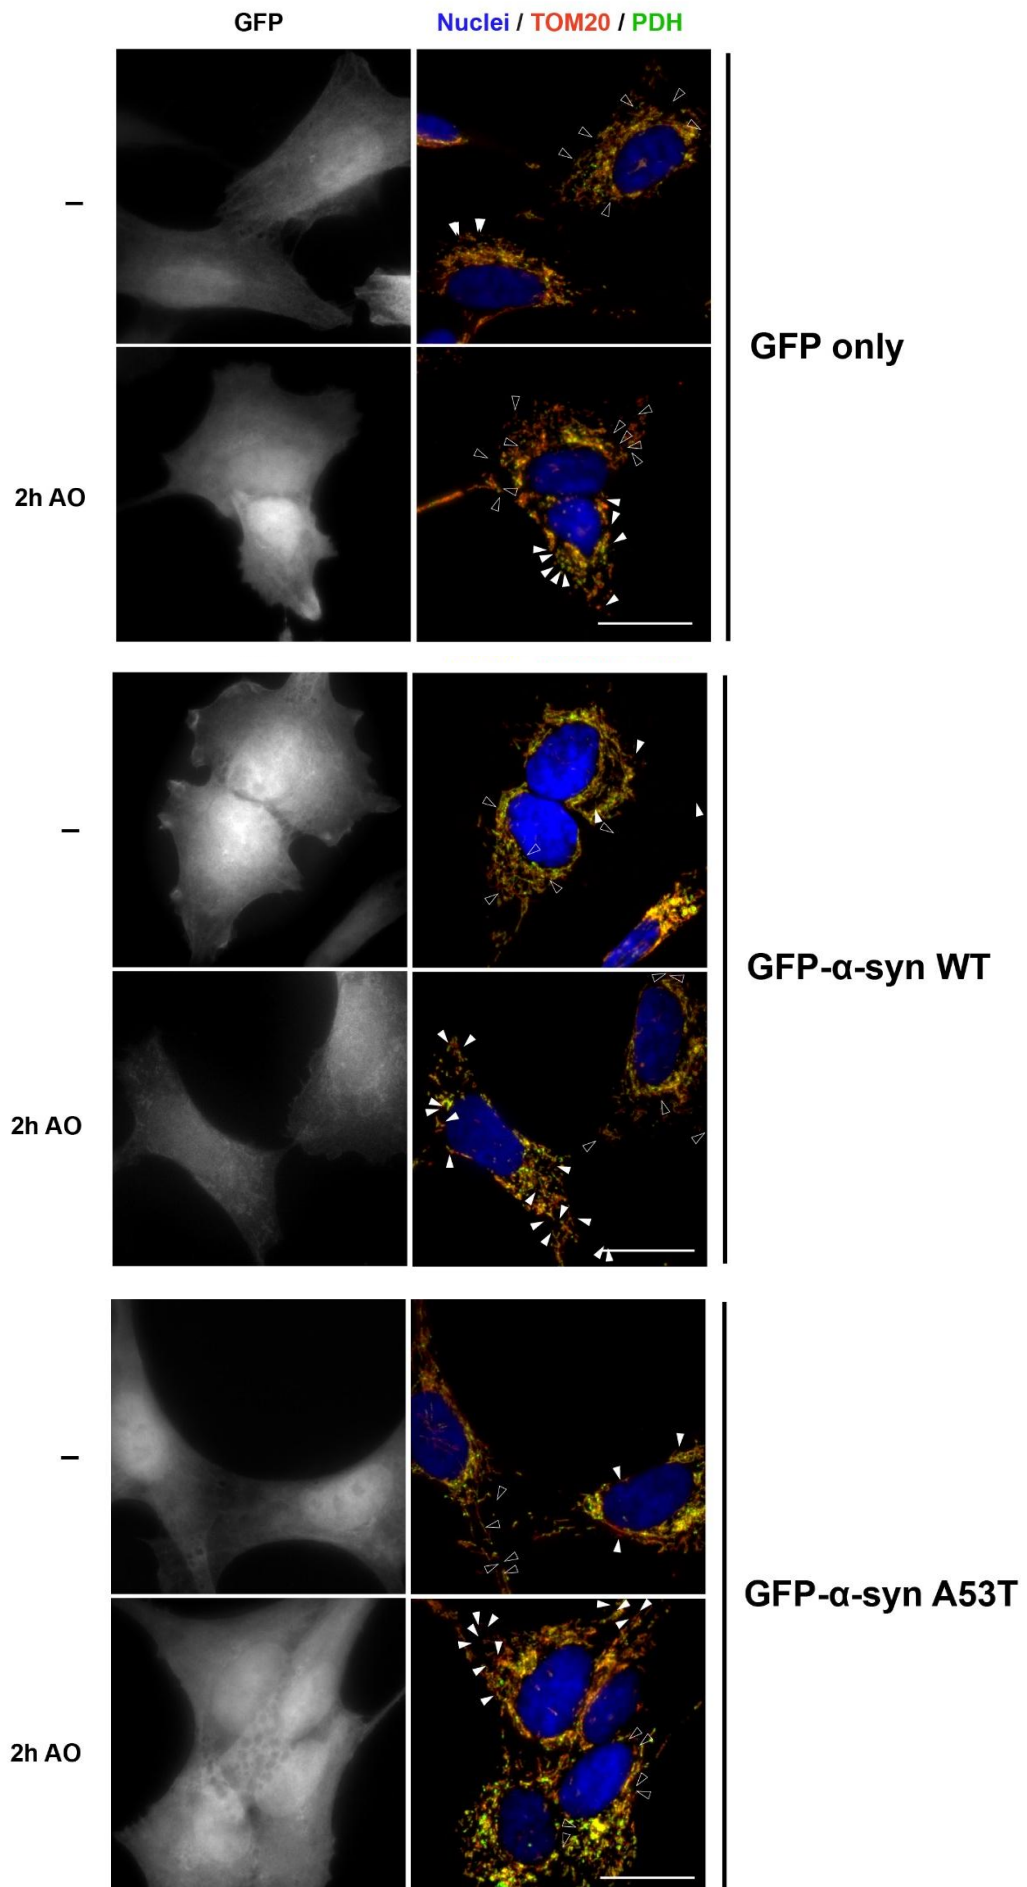 GFP
Nuclei / TOM20 / PDH
–
GFP only
2h AO
–
GFP-α-syn WT
2h AO
–
GFP-α-syn A53T
2h AO